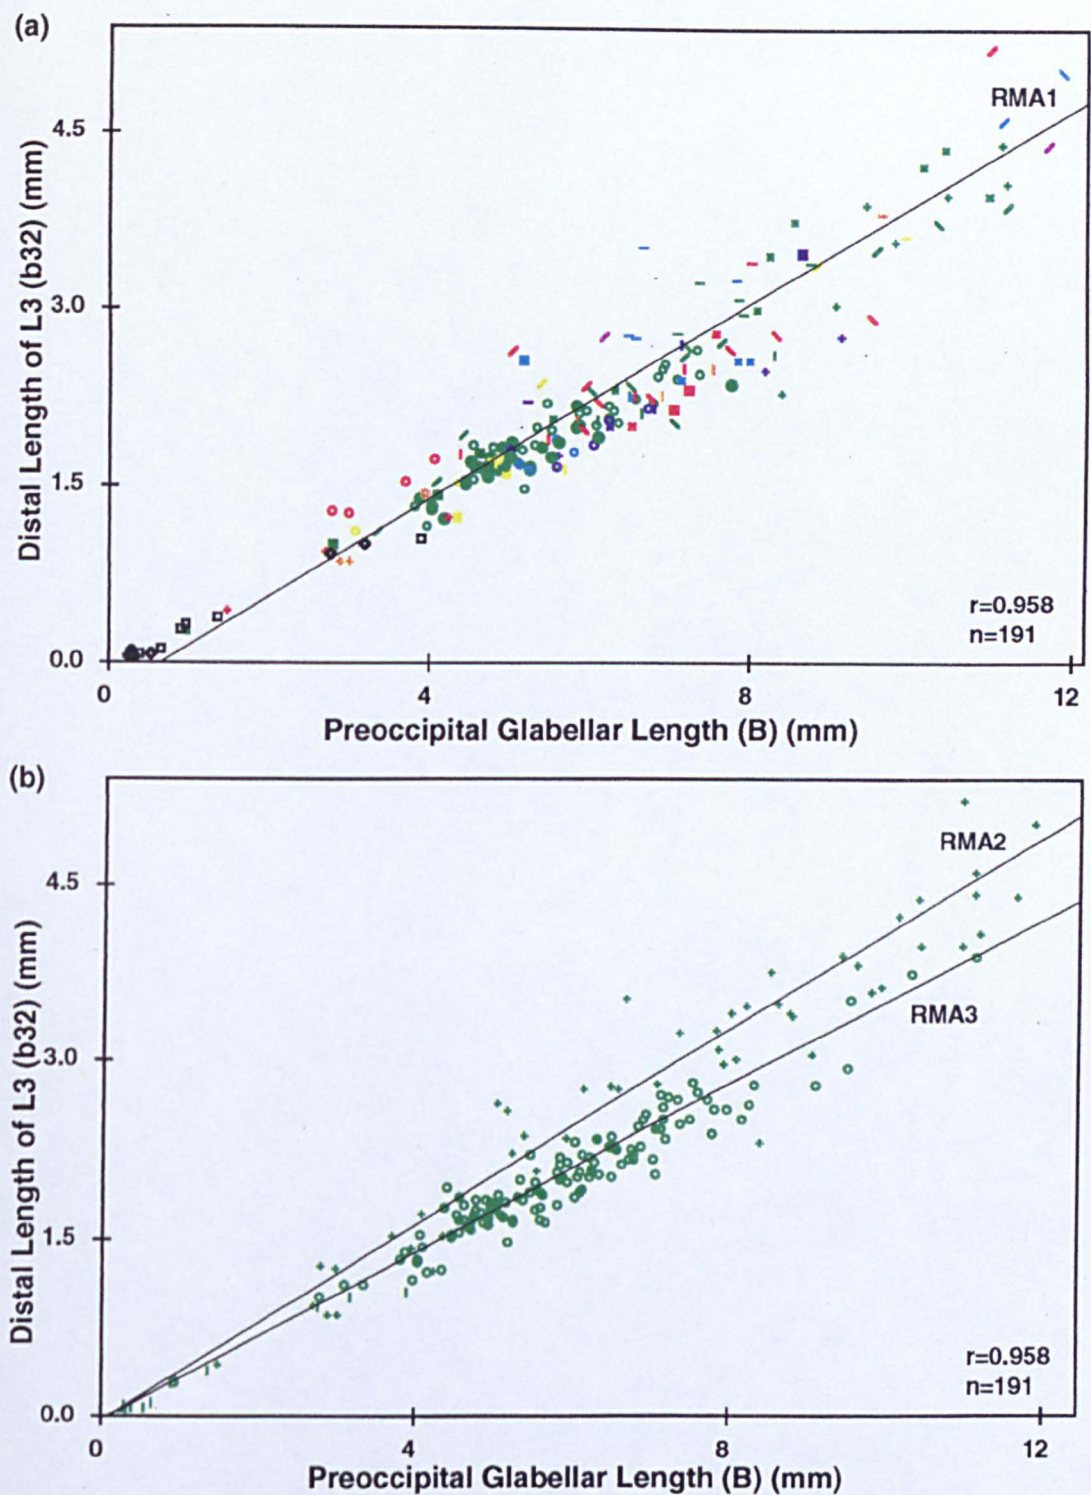 (a)
Distal Length of L3 (b32) (mm)
4.5
3.0
1.5
0.0
RMA1
r=0.958
n=191
0 4 8 12
Preoccipital Glabellar Length (B) (mm)
(b)
Distal Length of L3 (b32) (mm)
4.5
3.0
1.5
0.0
RMA2
RMA3
r=0.958
n=191
0 4 8 12
Preoccipital Glabellar Length (B) (mm)